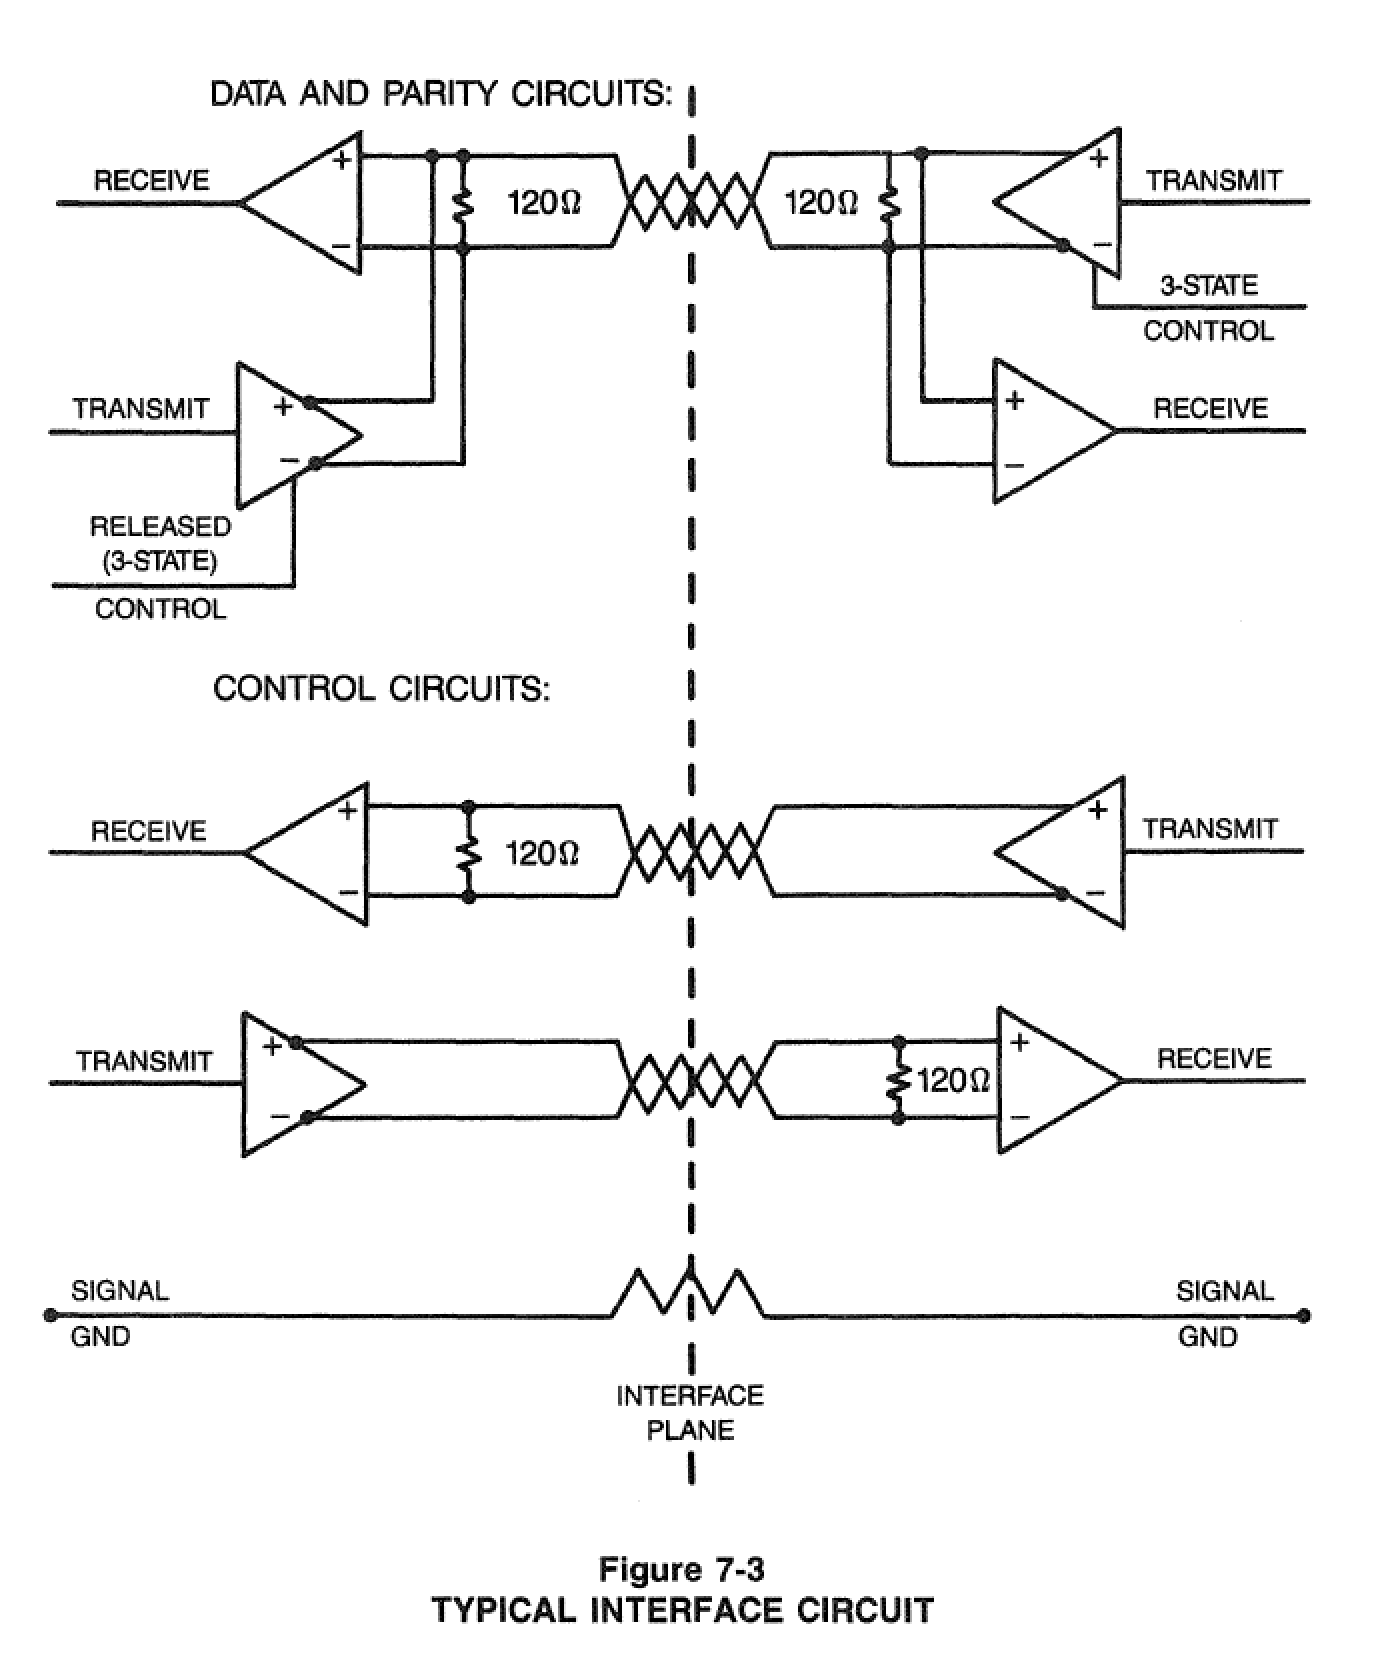 DATA AND PARITY CIRCUITS:
RECEIVE
+
−
120Ω
120Ω
+
−
TRANSMIT
3-STATE
CONTROL
TRANSMIT
+
−
+
−
RECEIVE
RELEASED
(3-STATE)
CONTROL
CONTROL CIRCUITS:
RECEIVE
+
−
120Ω
+
−
TRANSMIT
TRANSMIT
+
−
120Ω
+
−
RECEIVE
SIGNAL
GND
SIGNAL
GND
INTERFACE
PLANE
Figure 7-3
TYPICAL INTERFACE CIRCUIT